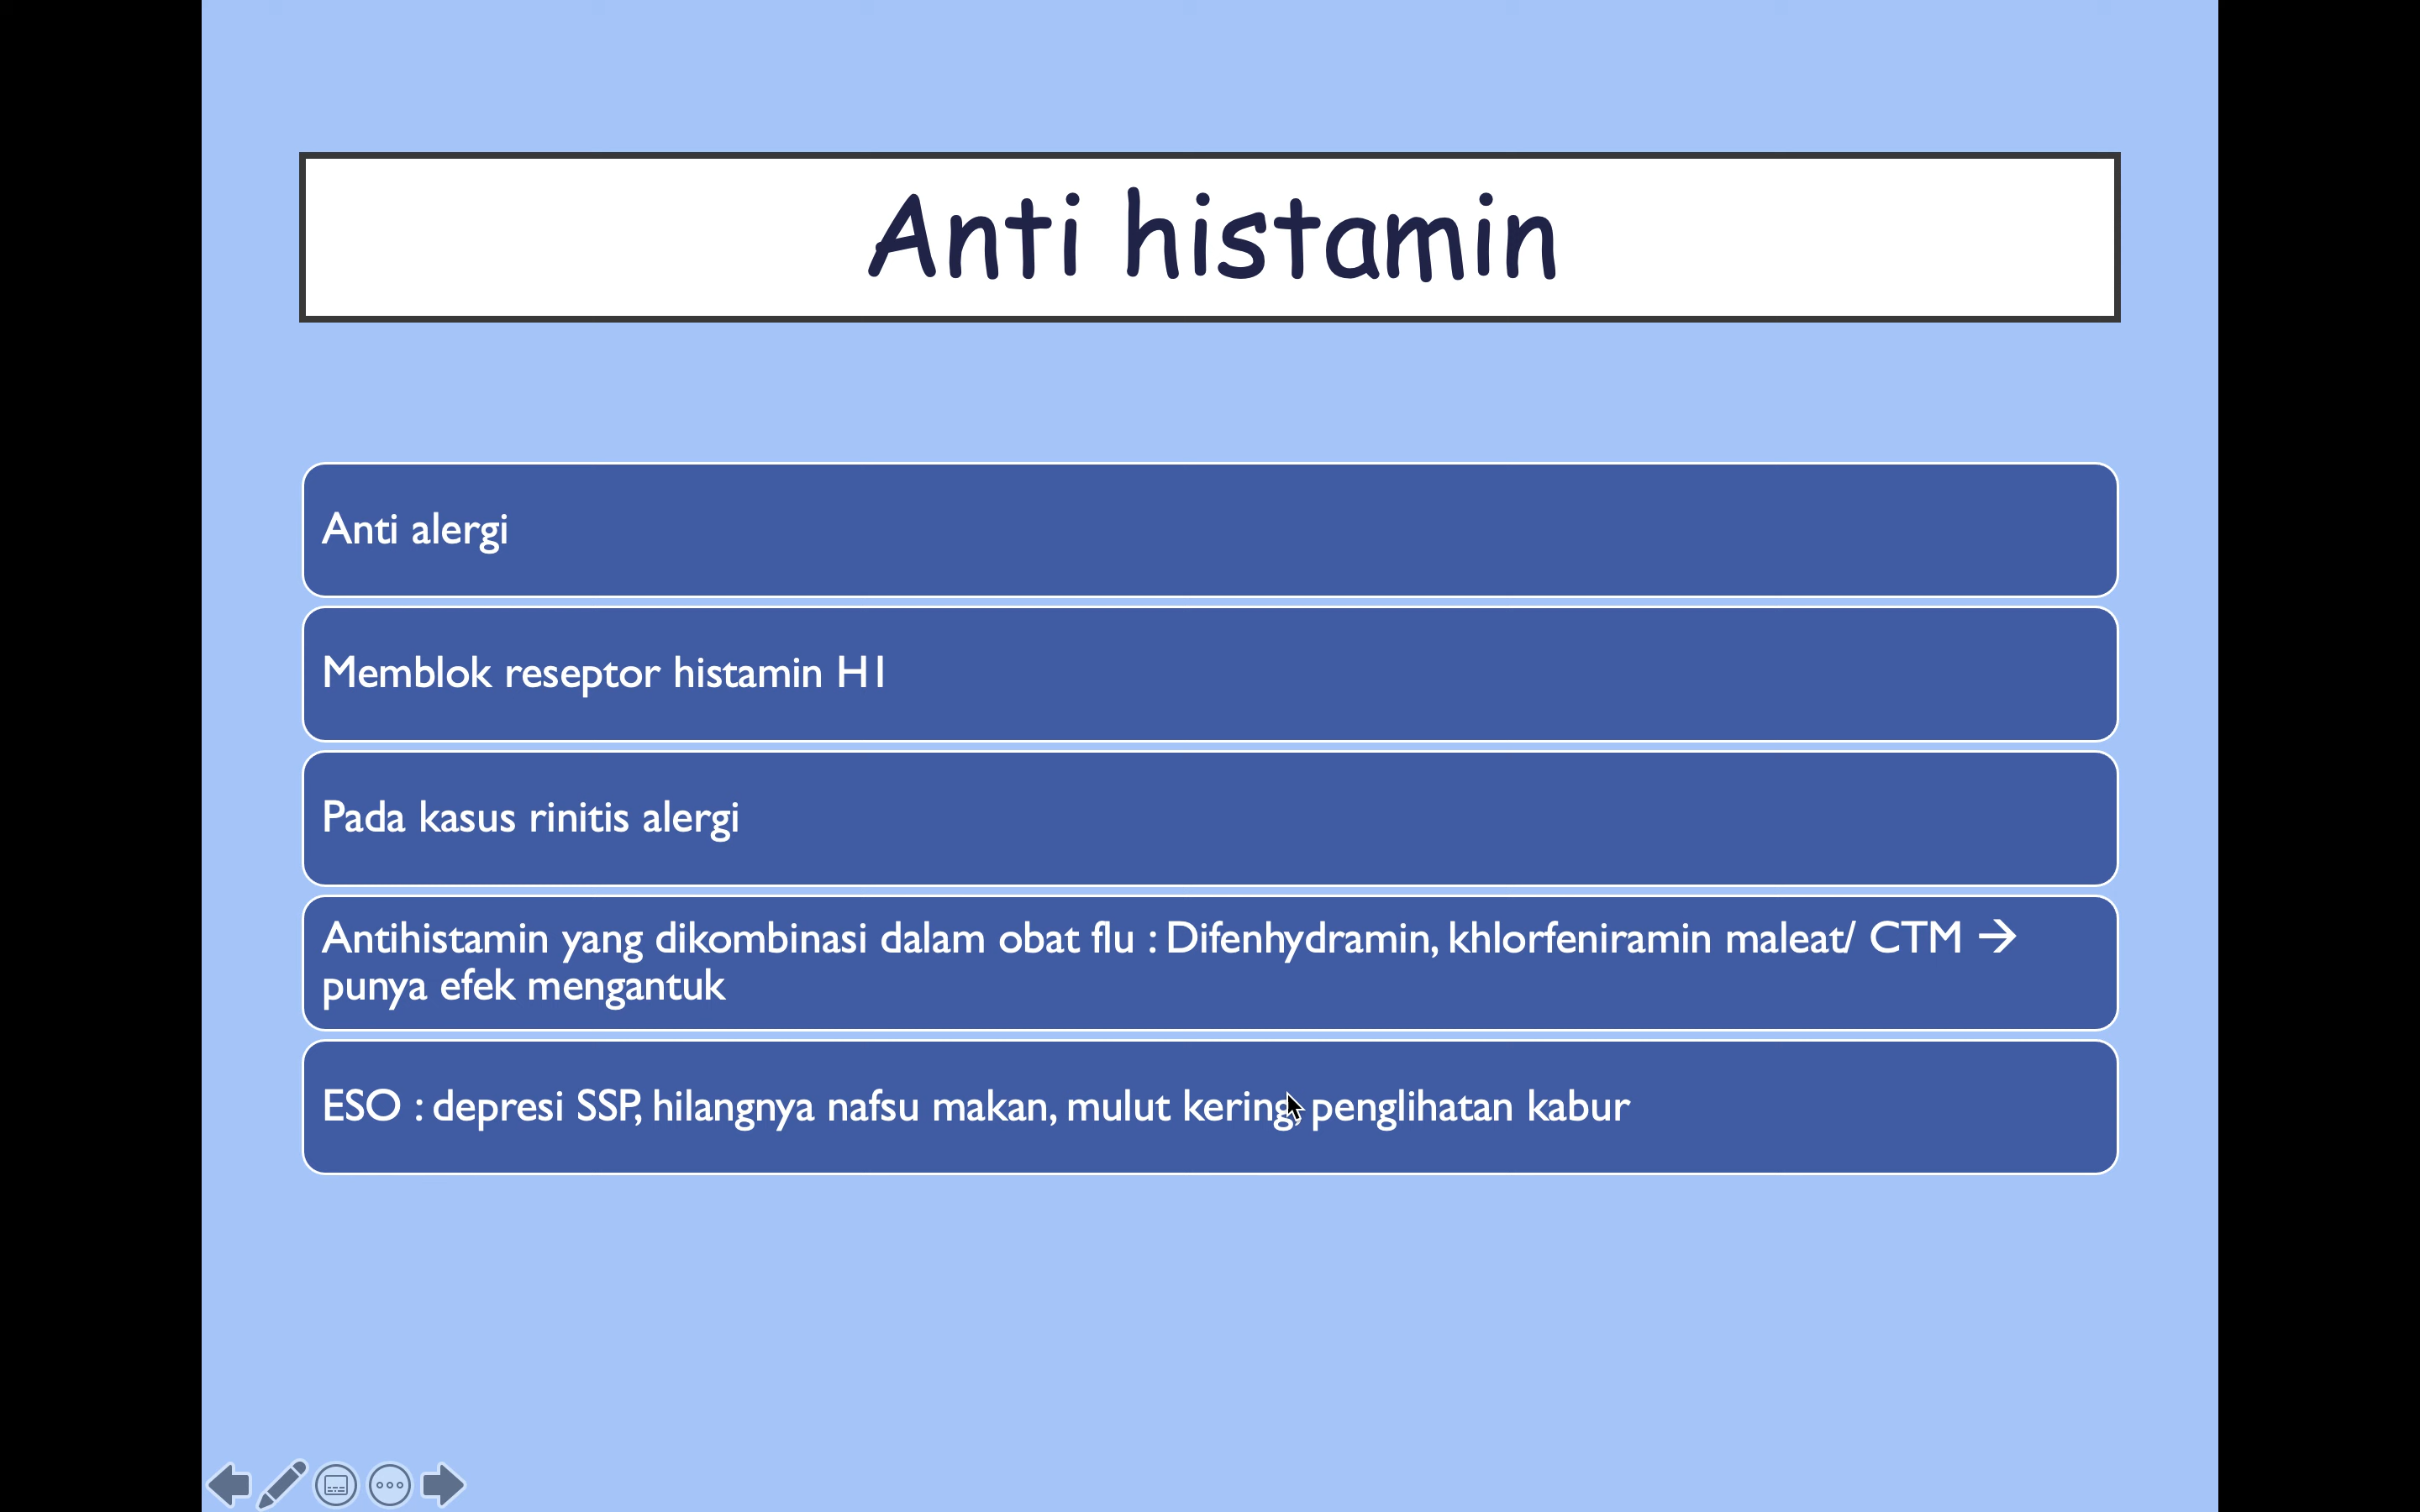 Anti histamin
Anti alergi
Memblok reseptor histamin H1
Pada kasus rinitis alergi
Antihistamin yang dikombinasi dalam obat flu : Difenhydramin, khlorfeniramin maleat/ CTM →
punya efek mengantuk
ESO : depresi SSP, hilangnya nafsu makan, mulut kering, penglihatan kabur